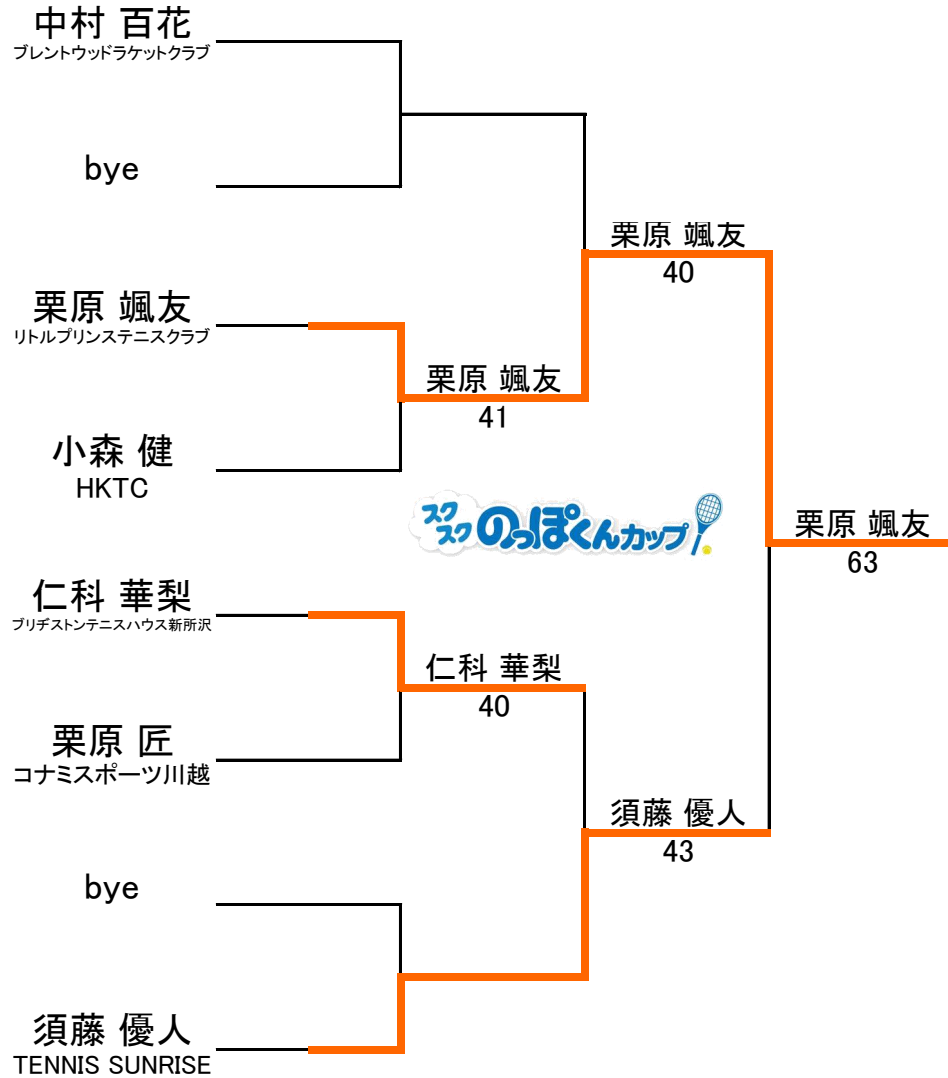 中村 百花
ブレントウッドラケットクラブ
bye
栗原 颯友
40
栗原 颯友
リトルプリンステニスクラブ
栗原 颯友
41
小森 健
HKTC
スクスク のっぽくんカップ
栗原 颯友
63
仁科 華梨
ブリヂストンテニスハウス新所沢
仁科 華梨
40
栗原 匠
コナミスポーツ川越
須藤 優人
43
bye
須藤 優人
TENNIS SUNRISE